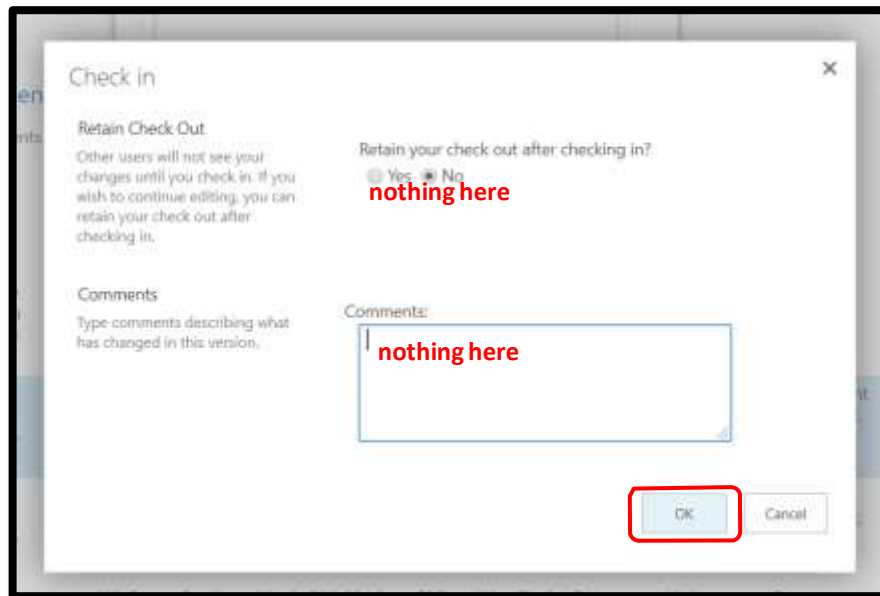 Check in
Retain Check Out
Other users will not see your
changes until you check in. If you
wish to continue editing, you can
retain your check out after
checking in.
Retain your check out after checking in?
Yes No
nothing here
Comments
Type comments describing what
has changed in this version.
Comments:
nothing here
OK Cancel